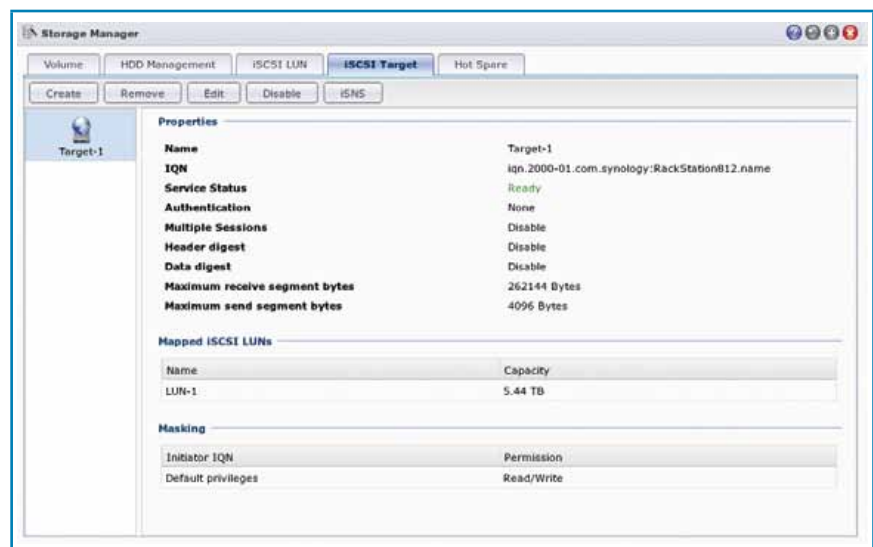 Storage Manager
Volume HDD Management iSCSI LUN iSCSI Target Hot Spare
Create Remove Edit Disable iSNS
Target-1
Properties
Name Target-1
IQN iqn.2000-01.com.synology:RackStation812.name
Service Status Ready
Authentication None
Multiple Sessions Disable
Header digest Disable
Data digest Disable
Maximum receive segment bytes 262144 Bytes
Maximum send segment bytes 4096 Bytes
Mapped iSCSI LUNs
Name Capacity
LUN-1 5.44 TB
Masking
Initiator IQN Permission
Default privileges Read/Write